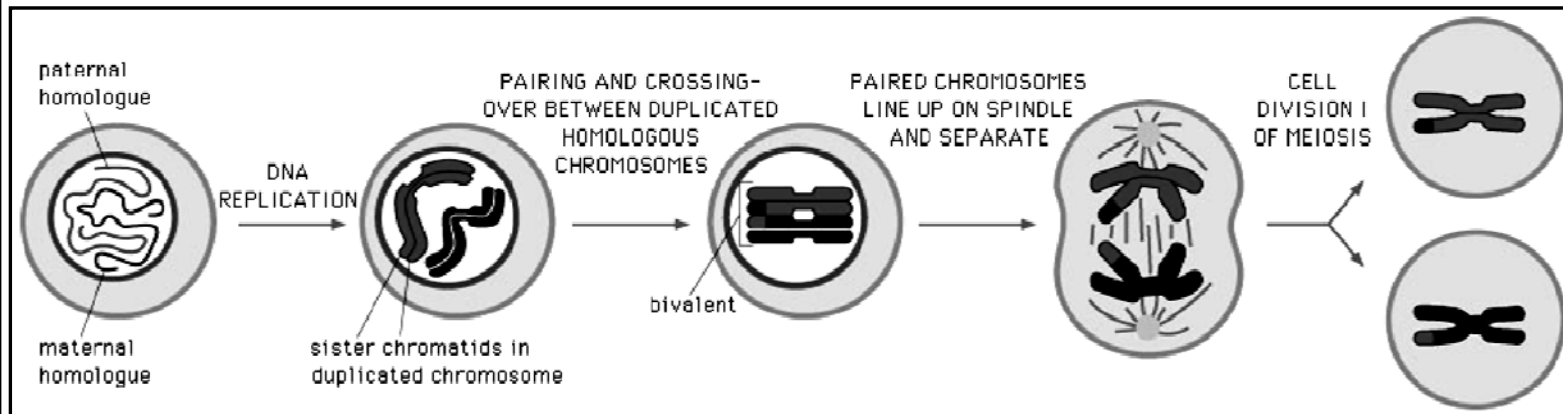 paternal
homologue
maternal
homologue
DNA
REPLICATION
sister chromatids in
duplicated chromosome
PAIRING AND CROSSING-
OVER BETWEEN DUPLICATED
HOMOLOGOUS
CHROMOSOMES
bivalent
PAIRED CHROMOSOMES
LINE UP ON SPINDLE
AND SEPARATE
CELL
DIVISION I
OF MEIOSIS